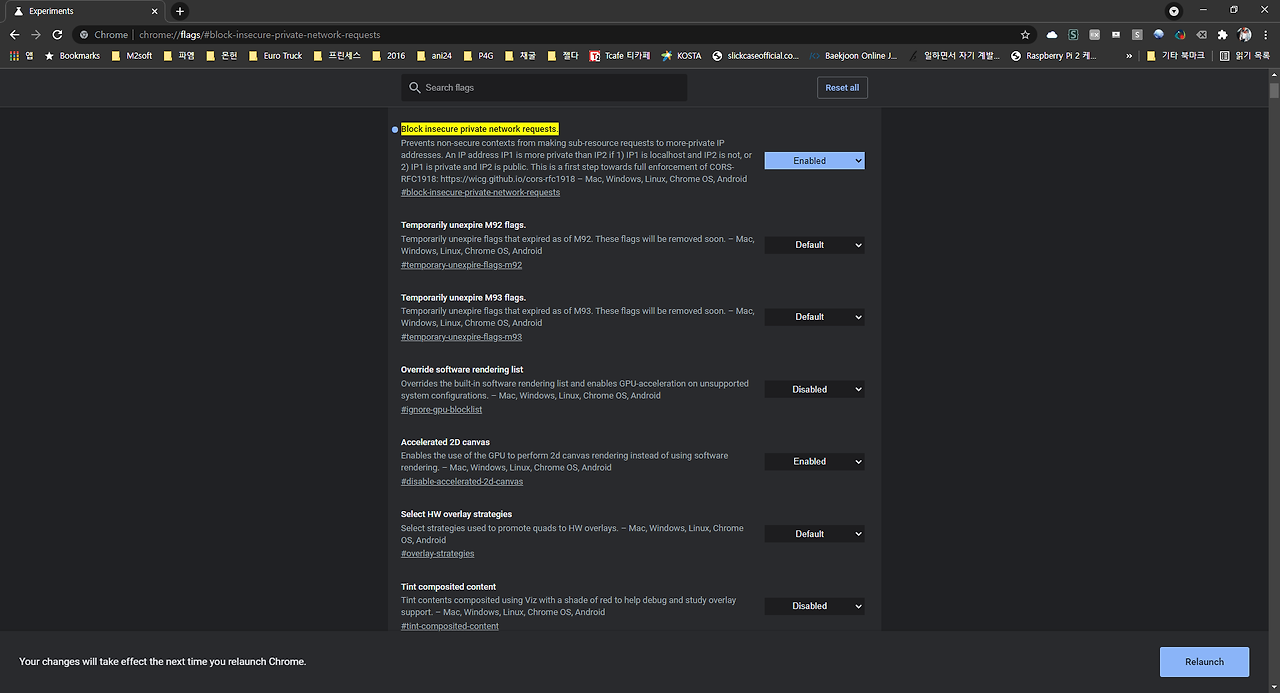 Experiments
Chrome | chrome://flags/#block-insecure-private-network-requests
앱 Bookmarks M2soft 파엠 몬헌 Euro Truck 프린세스 2016 ani24 P4G 재굴 젤다 Tcafe 티카페 KOSTA slickcaseofficial.co... Baekjoon Online J... 일하면서 자기 계발... Raspberry Pi 2 케... » 기타 북마크 읽기 목록
Search flags
Reset all
Block insecure private network requests.
Prevents non-secure contexts from making sub-resource requests to more-private IP
addresses. An IP address IP1 is more private than IP2 if 1) IP1 is localhost and IP2 is not, or
2) IP1 is private and IP2 is public. This is a first step towards full enforcement of CORS-
RFC1918: https://wicg.github.io/cors-rfc1918 – Mac, Windows, Linux, Chrome OS, Android
#block-insecure-private-network-requests
Enabled
Temporarily unexpire M92 flags.
Temporarily unexpire flags that expired as of M92. These flags will be removed soon. – Mac,
Windows, Linux, Chrome OS, Android
#temporary-unexpire-flags-m92
Default
Temporarily unexpire M93 flags.
Temporarily unexpire flags that expired as of M93. These flags will be removed soon. – Mac,
Windows, Linux, Chrome OS, Android
#temporary-unexpire-flags-m93
Default
Override software rendering list
Overrides the built-in software rendering list and enables GPU-acceleration on unsupported
system configurations. – Mac, Windows, Linux, Chrome OS, Android
#ignore-gpu-blocklist
Disabled
Accelerated 2D canvas
Enables the use of the GPU to perform 2d canvas rendering instead of using software
rendering. – Mac, Windows, Linux, Chrome OS, Android
#disable-accelerated-2d-canvas
Enabled
Select HW overlay strategies
Select strategies used to promote quads to HW overlays. – Mac, Windows, Linux, Chrome
OS, Android
#overlay-strategies
Default
Tint composited content
Tint contents composited using Viz with a shade of red to help debug and study overlay
support. – Mac, Windows, Linux, Chrome OS, Android
#tint-composited-content
Disabled
Your changes will take effect the next time you relaunch Chrome.
Relaunch